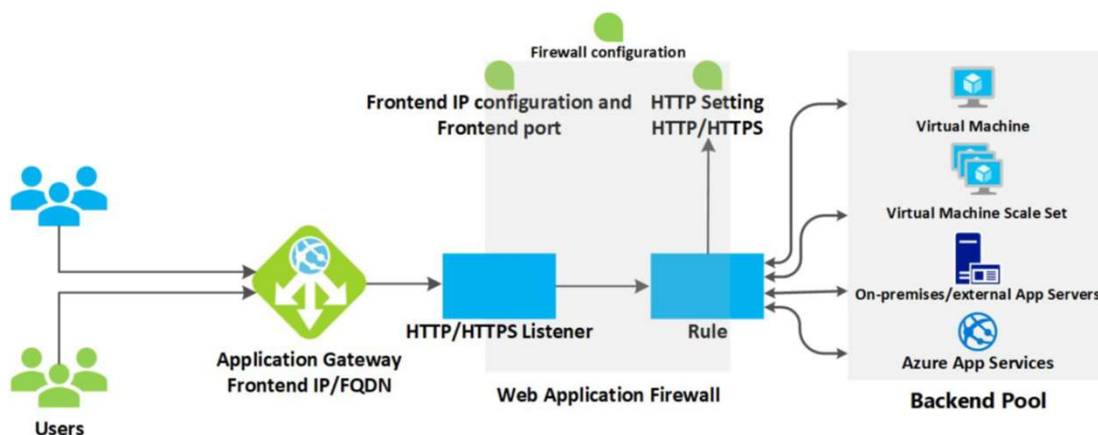 Firewall configuration
Frontend IP configuration and
Frontend port
HTTP Setting
HTTP/HTTPS
Virtual Machine
Virtual Machine Scale Set
On-premises/external App Servers
Azure App Services
Backend Pool
HTTP/HTTPS Listener
Rule
Application Gateway
Frontend IP/FQDN
Web Application Firewall
Users